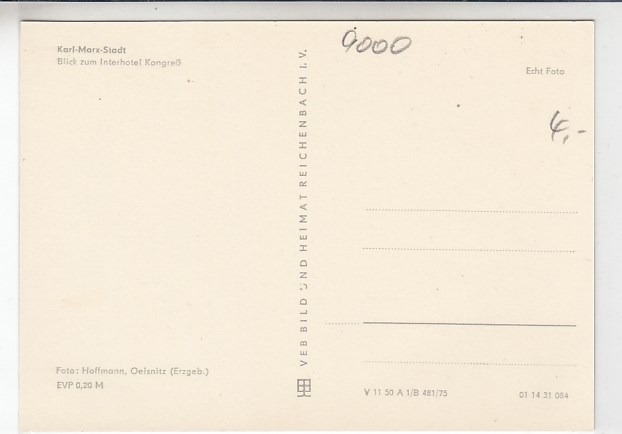 Karl-Marx-Stadt
Blick zum Interhotel Kongreß
9000
Echt Foto
4,-
VEB BILD UND HEIMAT REICHENBACH I. V.
Foto: Hoffmann, Oelsnitz (Erzgeb.)
EVP 0,20 M
V 11 50 A 1/B 481/75
01 14 31 084